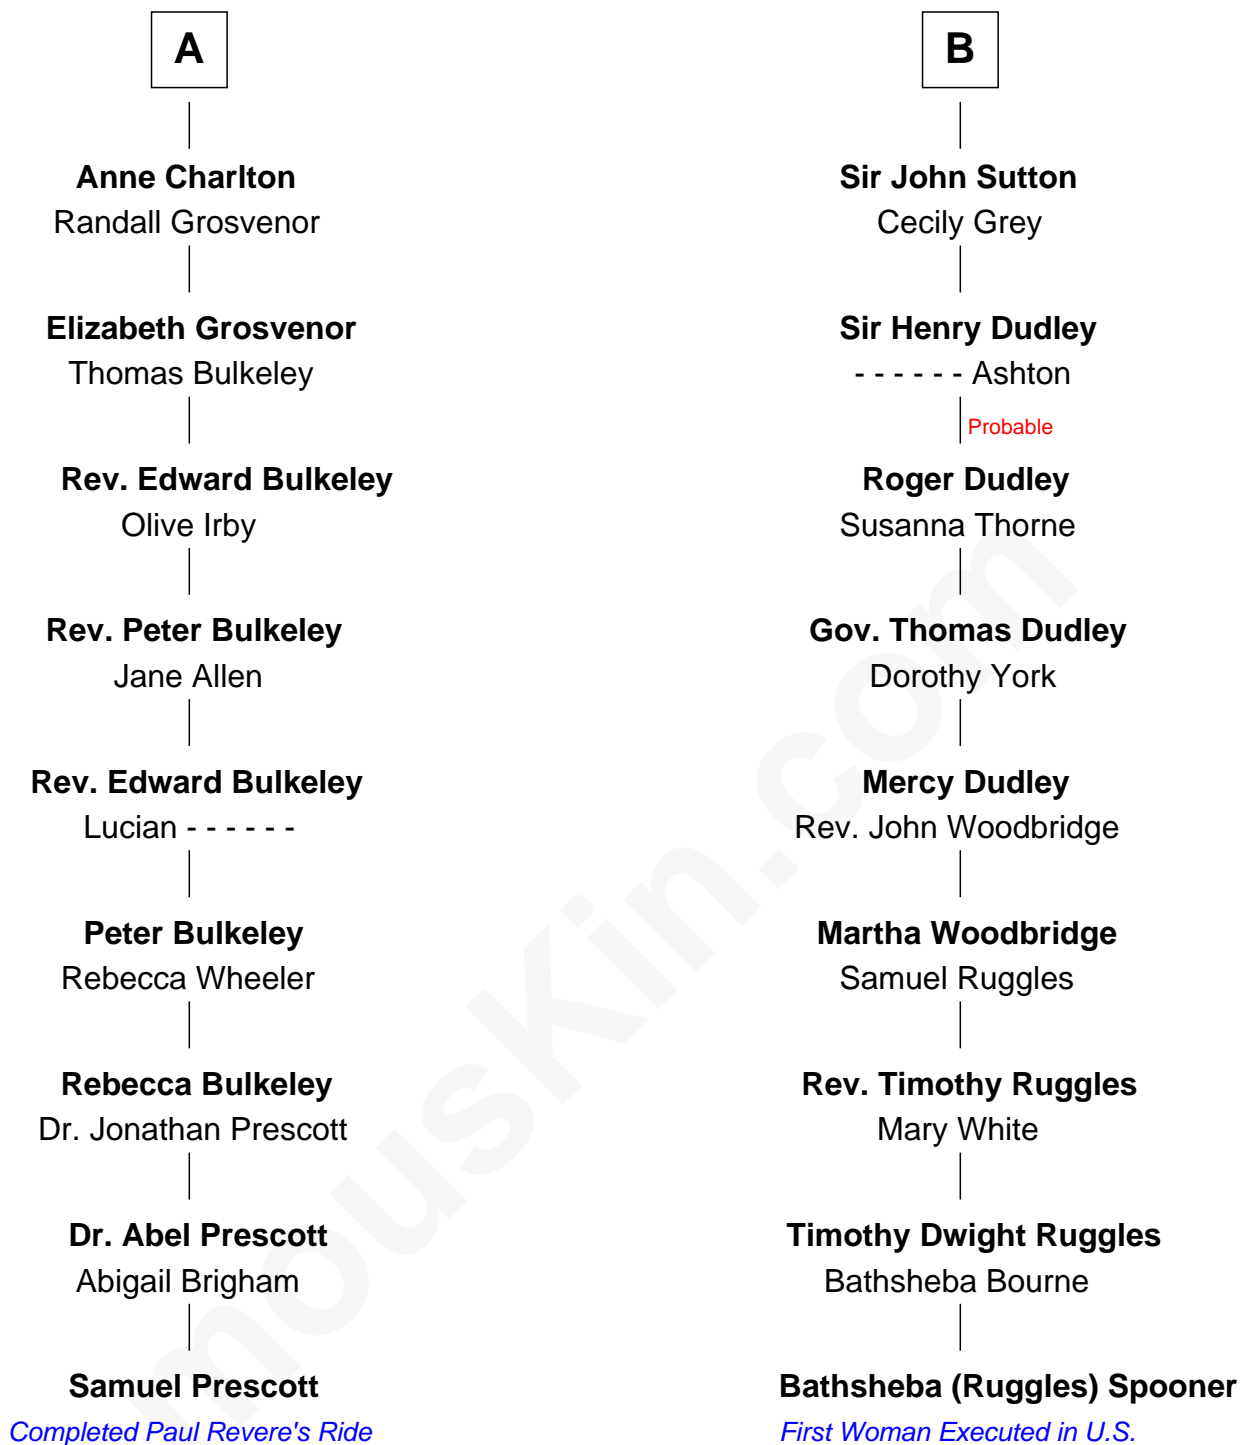 A
Anne Charlton
Randall Grosvenor
Elizabeth Grosvenor
Thomas Bulkeley
Rev. Edward Bulkeley
Olive Irby
Rev. Peter Bulkeley
Jane Allen
Rev. Edward Bulkeley
Lucian - - - - - -
Peter Bulkeley
Rebecca Wheeler
Rebecca Bulkeley
Dr. Jonathan Prescott
Dr. Abel Prescott
Abigail Brigham
Samuel Prescott
Completed Paul Revere's Ride
B
Sir John Sutton
Cecily Grey
Sir Henry Dudley
- - - - - - Ashton
Probable
Roger Dudley
Susanna Thorne
Gov. Thomas Dudley
Dorothy York
Mercy Dudley
Rev. John Woodbridge
Martha Woodbridge
Samuel Ruggles
Rev. Timothy Ruggles
Mary White
Timothy Dwight Ruggles
Bathsheba Bourne
Bathsheba (Ruggles) Spooner
First Woman Executed in U.S.
mousKin.com